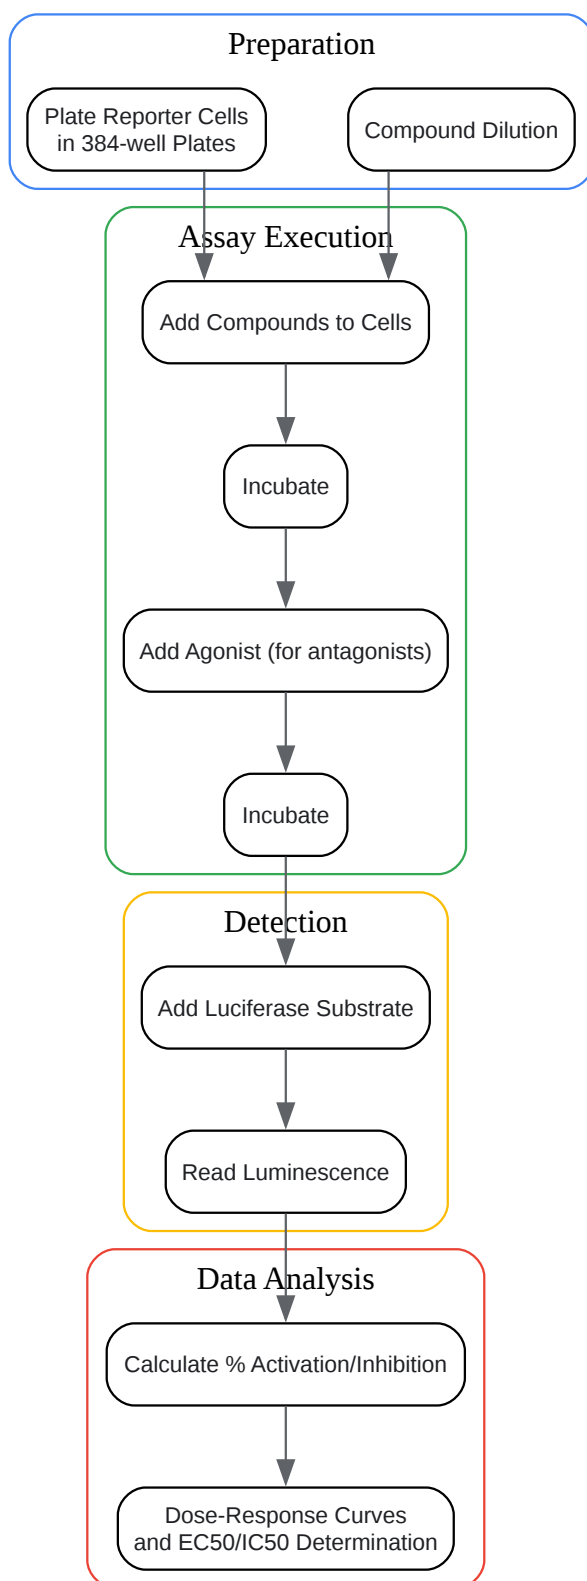 Preparation
Plate Reporter Cells
in 384-well Plates
Compound Dilution
Assay Execution
Add Compounds to Cells
Incubate
Add Agonist (for antagonists)
Incubate
Detection
Add Luciferase Substrate
Read Luminescence
Data Analysis
Calculate % Activation/Inhibition
Dose-Response Curves
and EC50/IC50 Determination